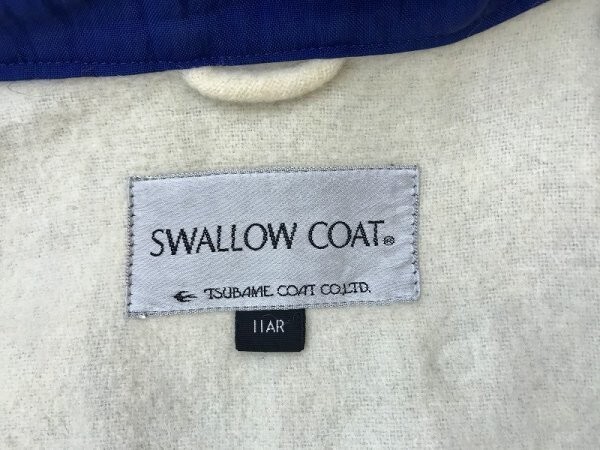 SWALLOW COAT®
TSUBAME COAT CO.,LTD.
11AR